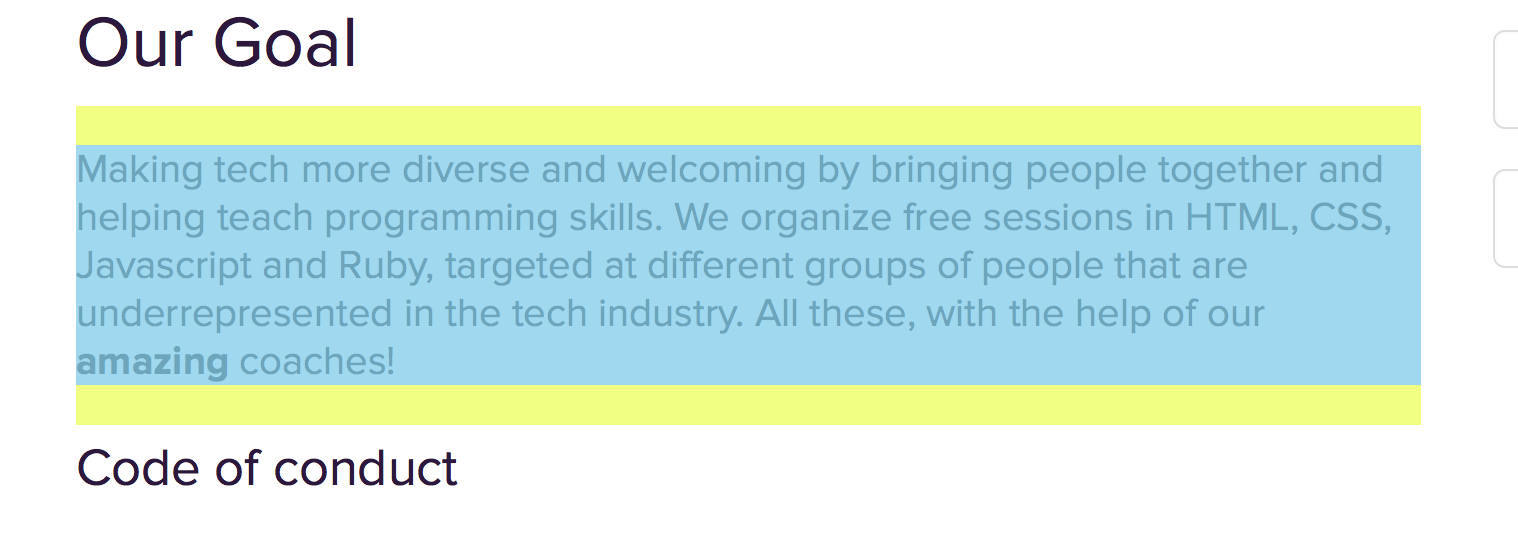 Our Goal
Making tech more diverse and welcoming by bringing people together and
helping teach programming skills. We organize free sessions in HTML, CSS,
Javascript and Ruby, targeted at different groups of people that are
underrepresented in the tech industry. All these, with the help of our
amazing coaches!
Code of conduct